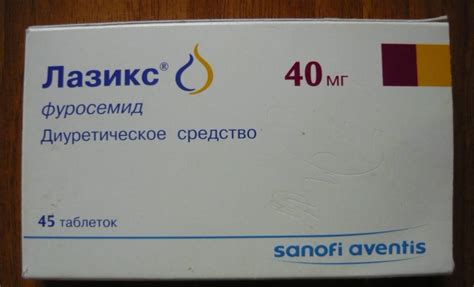 Лазикс®
40 мг
фуросемид
Диуретическое средство
45 таблеток
sanofi aventis